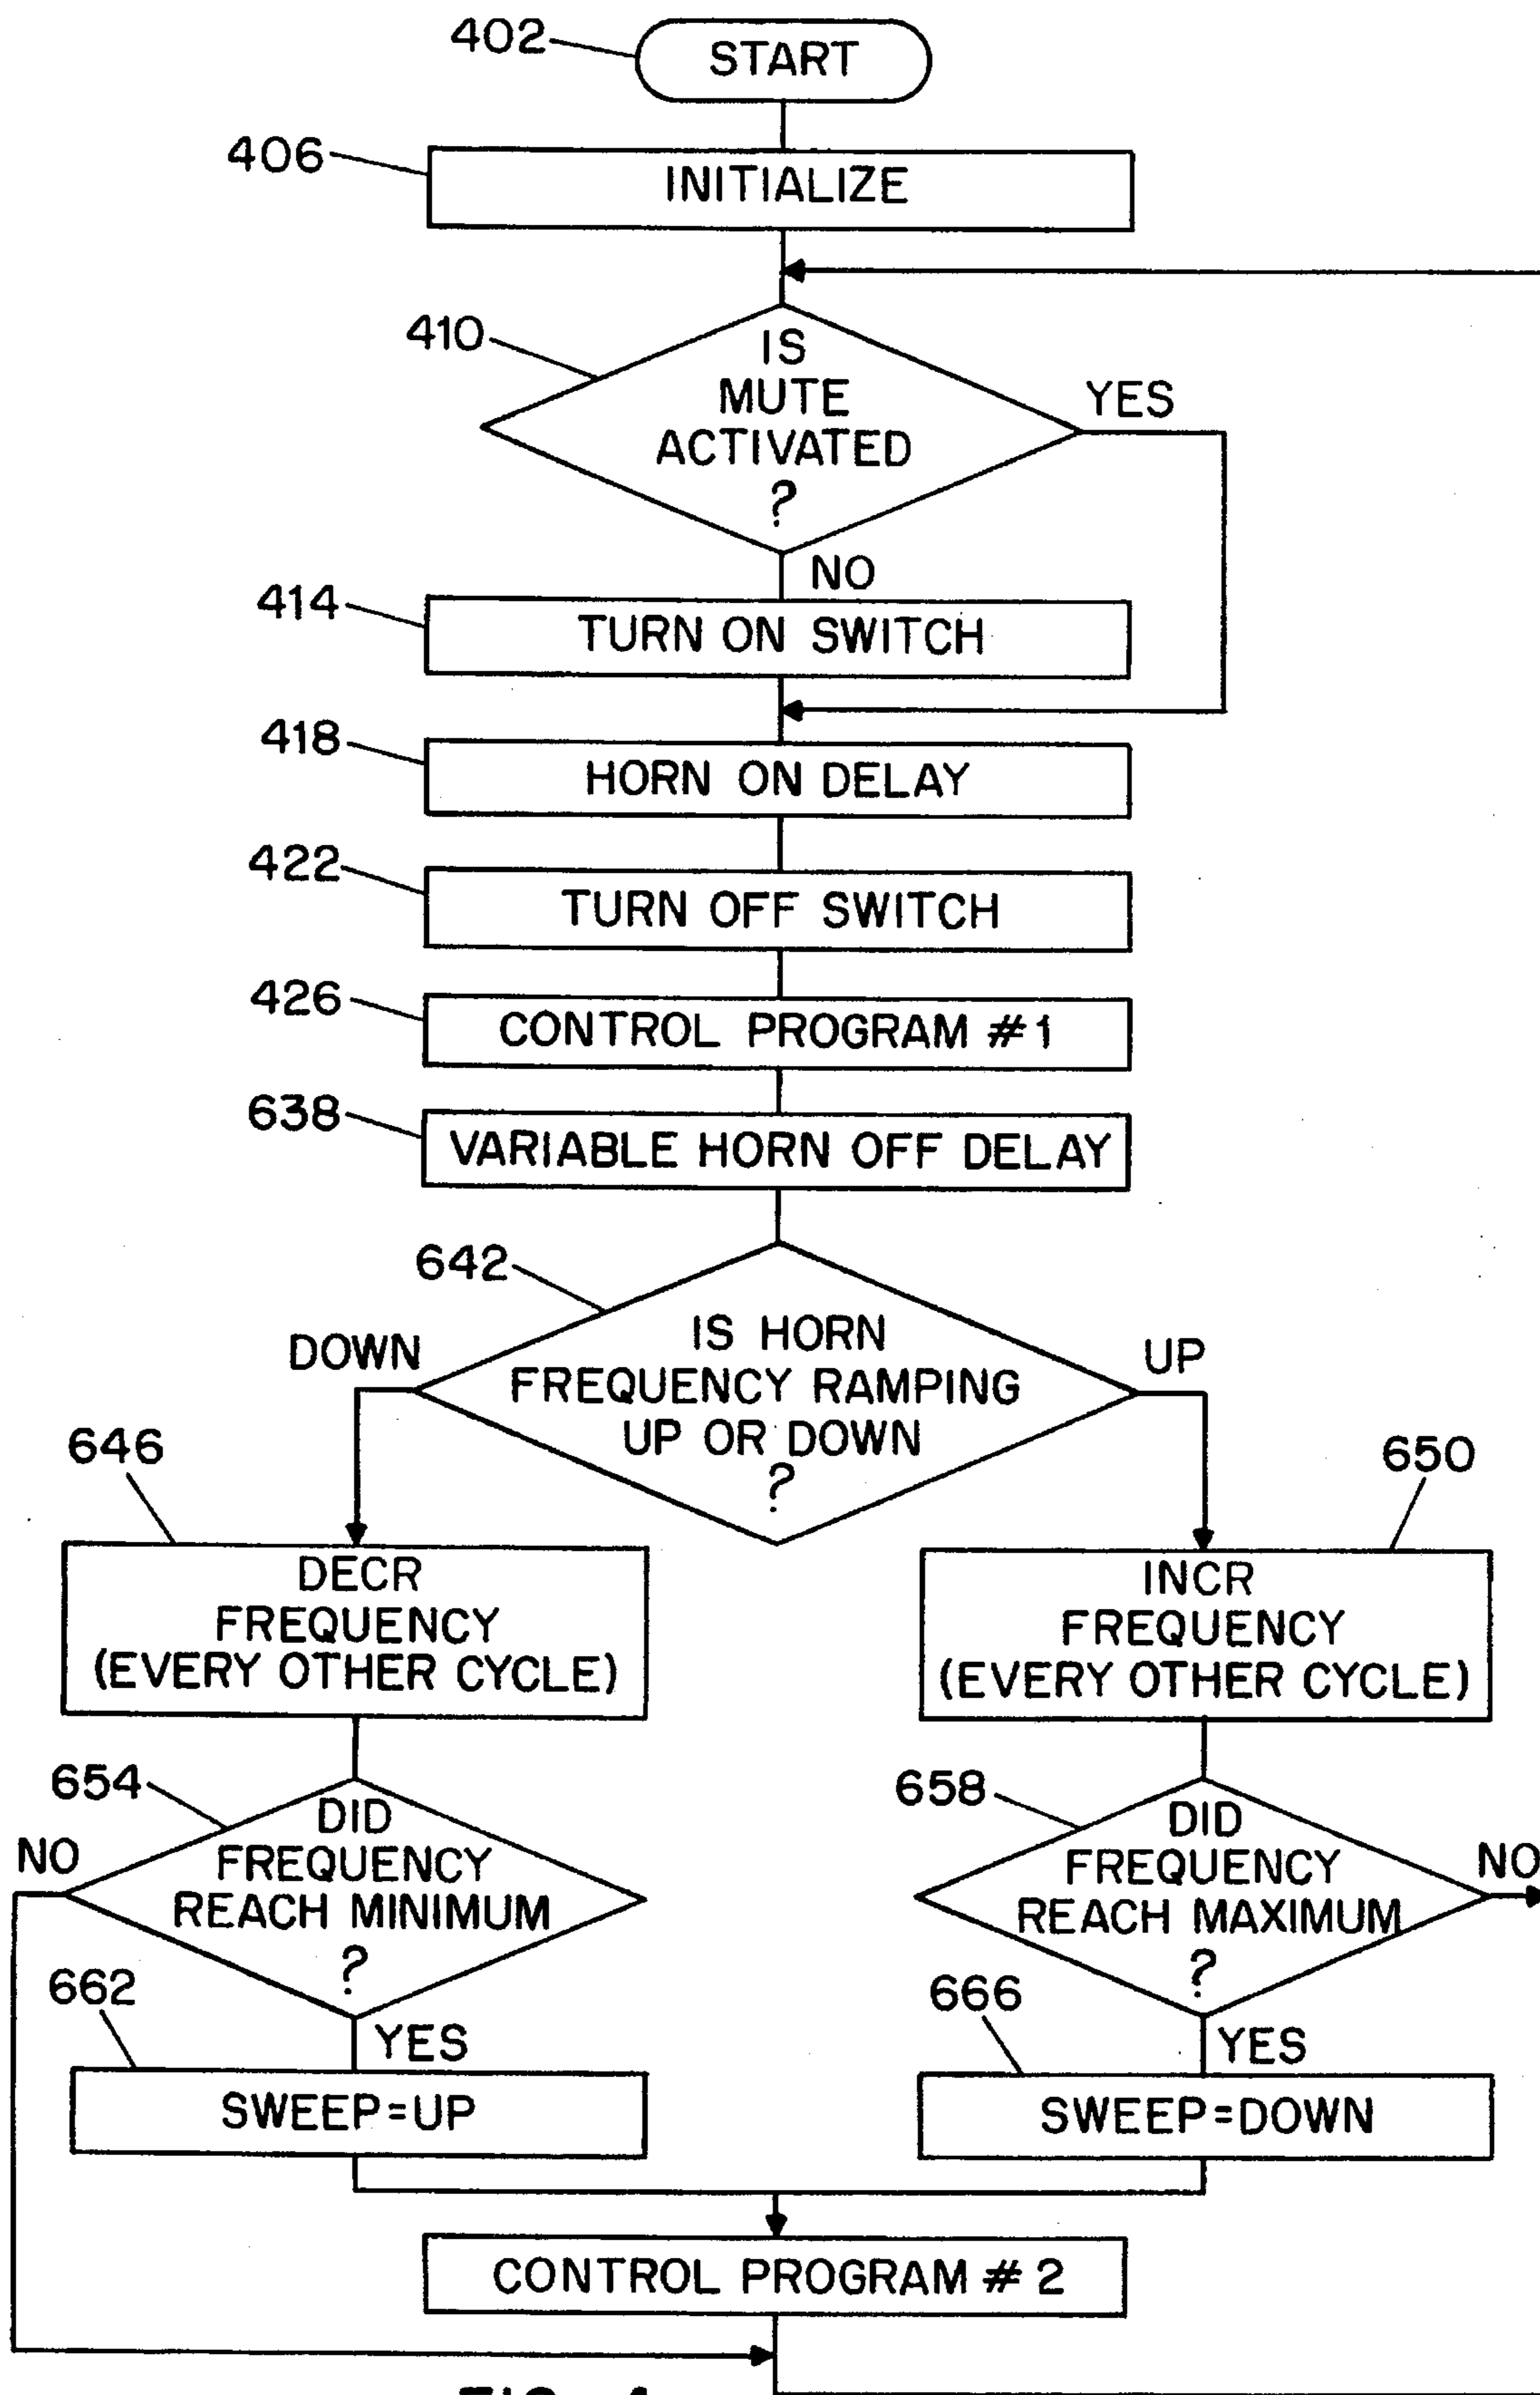 402
START
406
INITIALIZE
410
IS
MUTE
ACTIVATED
?
YES
NO
414
TURN ON SWITCH
418
HORN ON DELAY
422
TURN OFF SWITCH
426
CONTROL PROGRAM #1
638
VARIABLE HORN OFF DELAY
642
IS HORN
FREQUENCY RAMPING
UP OR DOWN
?
DOWN
UP
646
DECR
FREQUENCY
(EVERY OTHER CYCLE)
650
INCR
FREQUENCY
(EVERY OTHER CYCLE)
654
DID
FREQUENCY
REACH MINIMUM
?
NO
YES
658
DID
FREQUENCY
REACH MAXIMUM
?
NO
YES
662
SWEEP=UP
666
SWEEP=DOWN
CONTROL PROGRAM #2